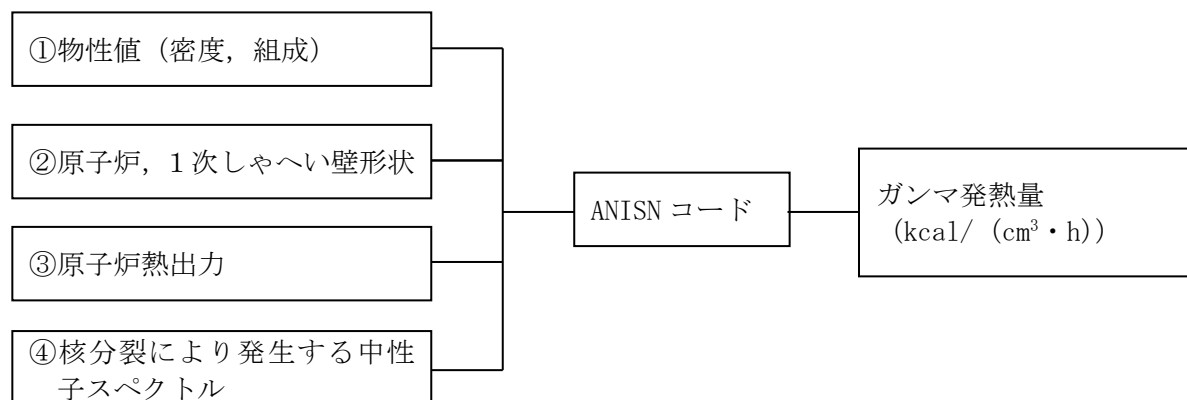 ①物性値（密度，組成）
②原子炉，１次しゃへい壁形状
③原子炉熱出力
④核分裂により発生する中性
子スペクトル
ANISN コード
ガンマ発熱量
（kcal/（cm³・h））